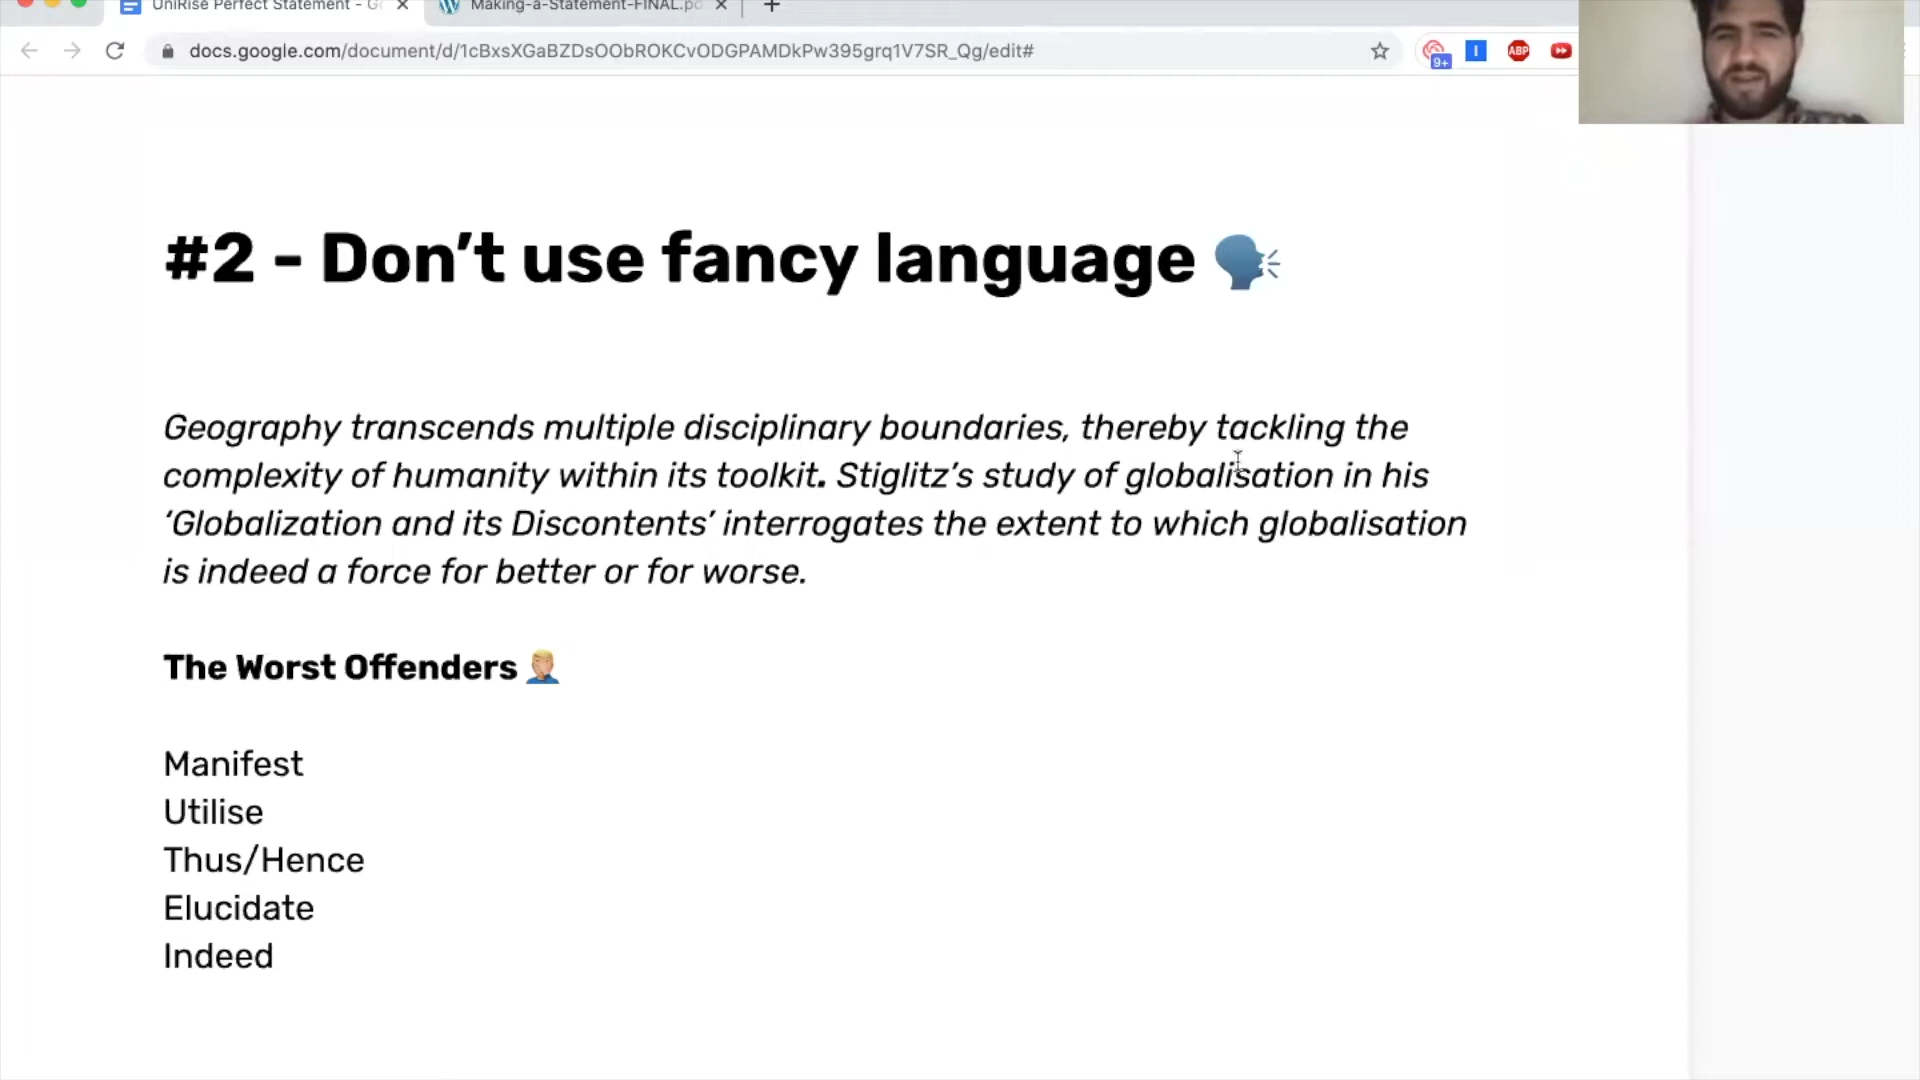 UniRise Perfect Statement - Go
Making-a-Statement-FINAL.pd
docs.google.com/document/d/1cBxsXGaBZDsOObROKCvODGPAMDkPw395grq1V7SR_Qg/edit#
9+
I
ABP
#2 - Don’t use fancy language
Geography transcends multiple disciplinary boundaries, thereby tackling the
complexity of humanity within its toolkit. Stiglitz’s study of globalisation in his
‘Globalization and its Discontents’ interrogates the extent to which globalisation
is indeed a force for better or for worse.
The Worst Offenders
Manifest
Utilise
Thus/Hence
Elucidate
Indeed